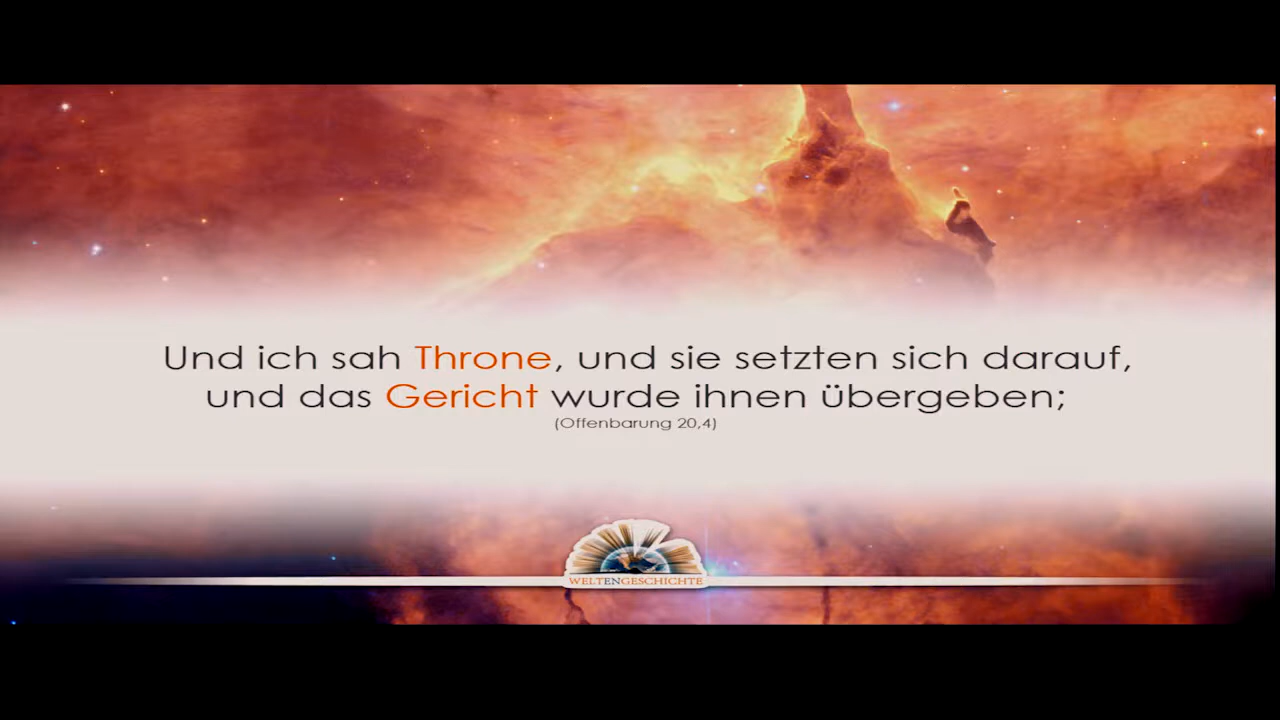 Und ich sah Throne, und sie setzten sich darauf,
und das Gericht wurde ihnen übergeben;
(Offenbarung 20,4)
WELTENGESCHICHTE